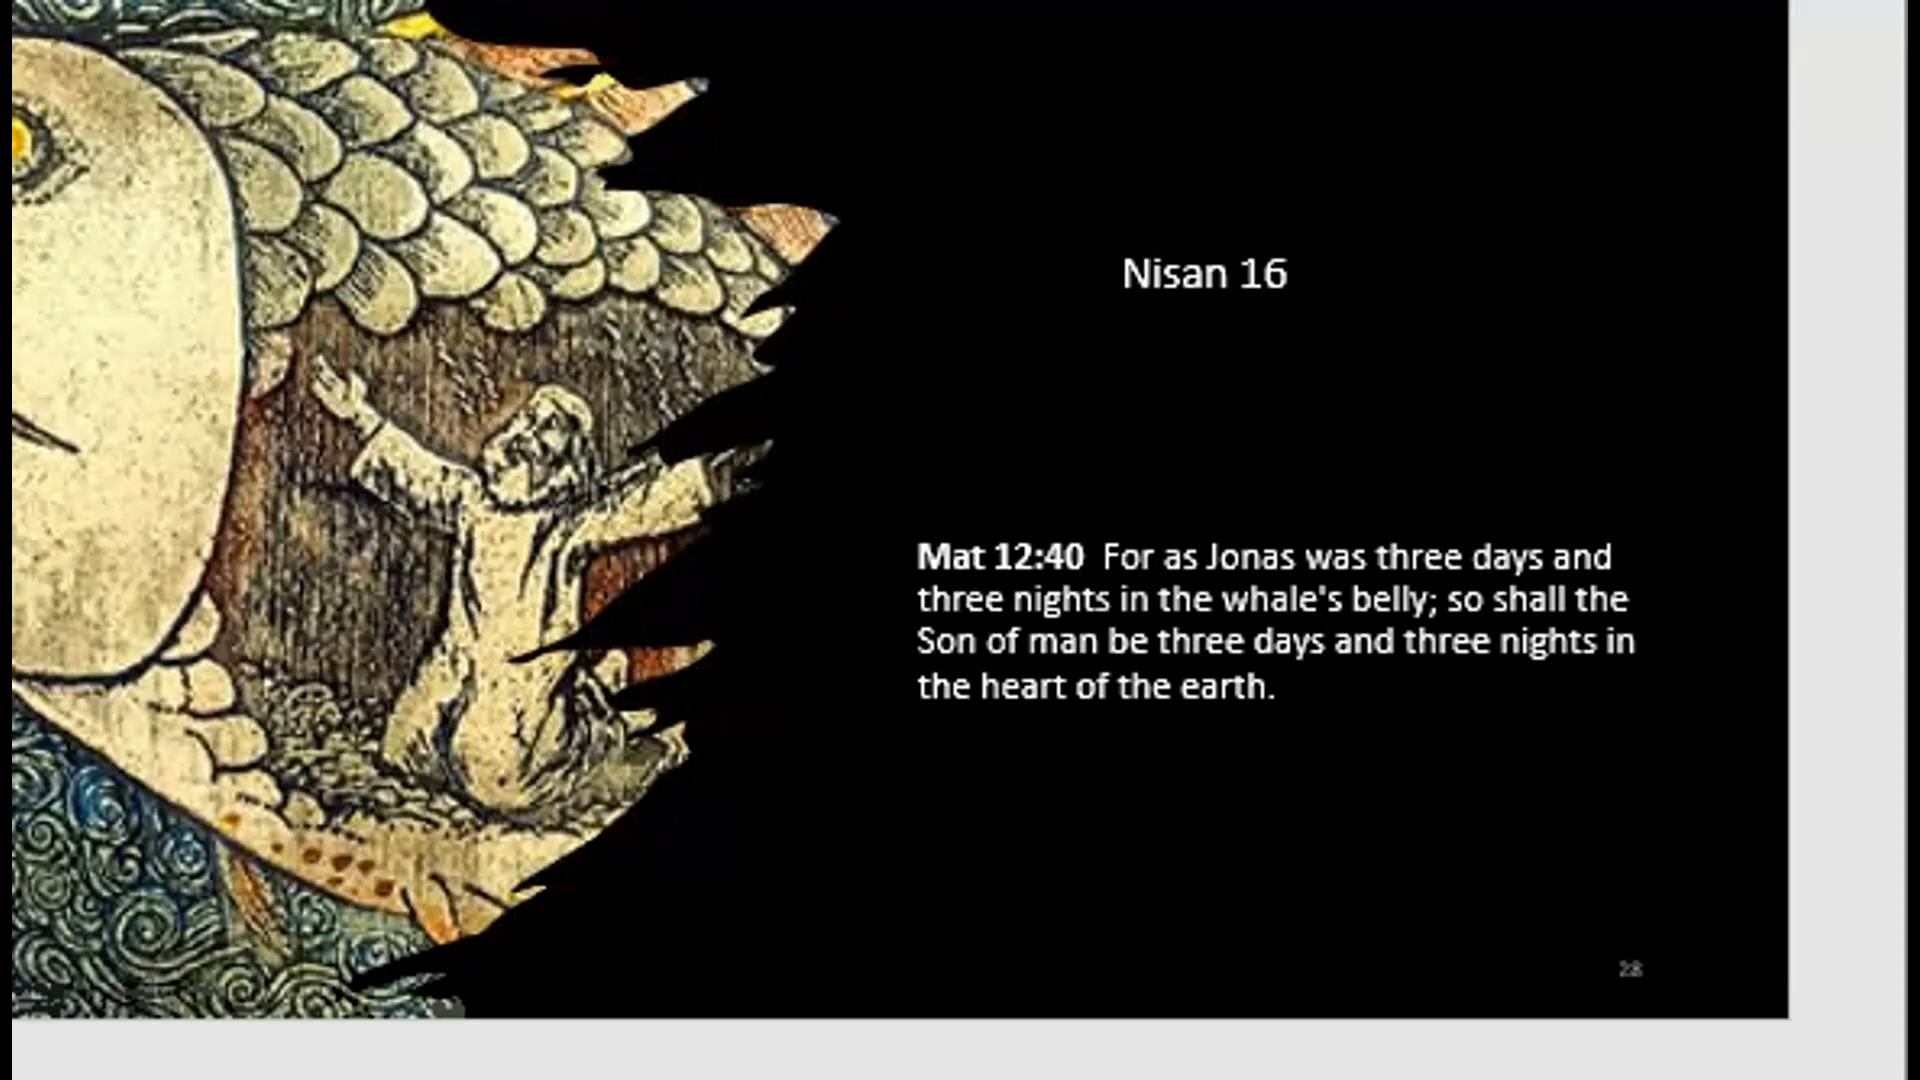 Nisan 16
Mat 12:40 For as Jonas was three days and
three nights in the whale's belly; so shall the
Son of man be three days and three nights in
the heart of the earth.
28